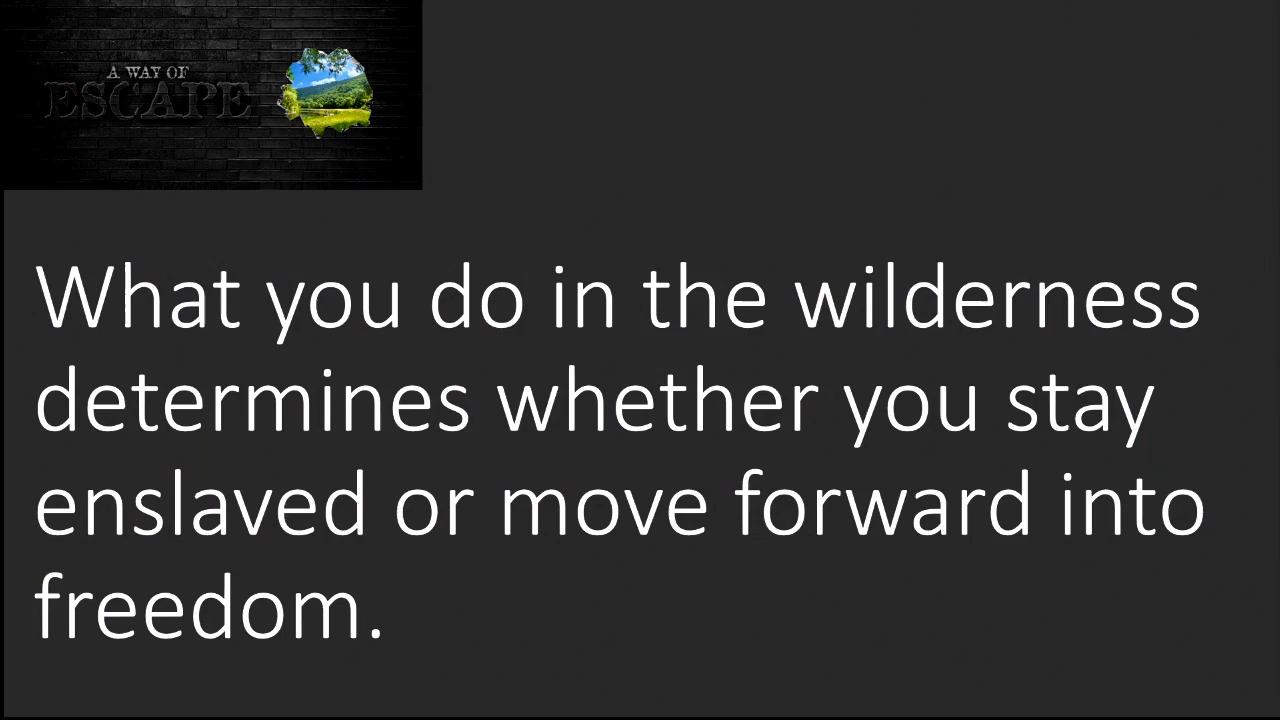 A WAY OF
ESCAPE
What you do in the wilderness
determines whether you stay
enslaved or move forward into
freedom.